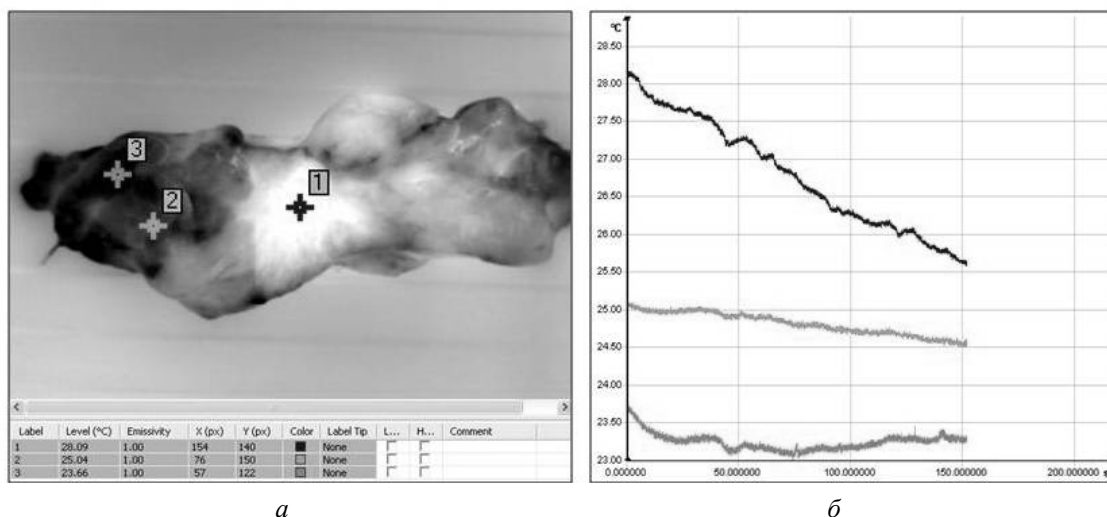 3
2
1
Label Level (°C) Emissivity X (px) Y (px) Color Label Tip L... H... Comment
1 28.09 1.00 154 140 None
2 25.04 1.00 76 150 None
3 23.66 1.00 57 122 None
°C
28.50
28.00
27.50
27.00
26.50
26.00
25.50
25.00
24.50
24.00
23.50
23.00
0.000000 50.000000 100.000000 150.000000 200.000000 s
а б